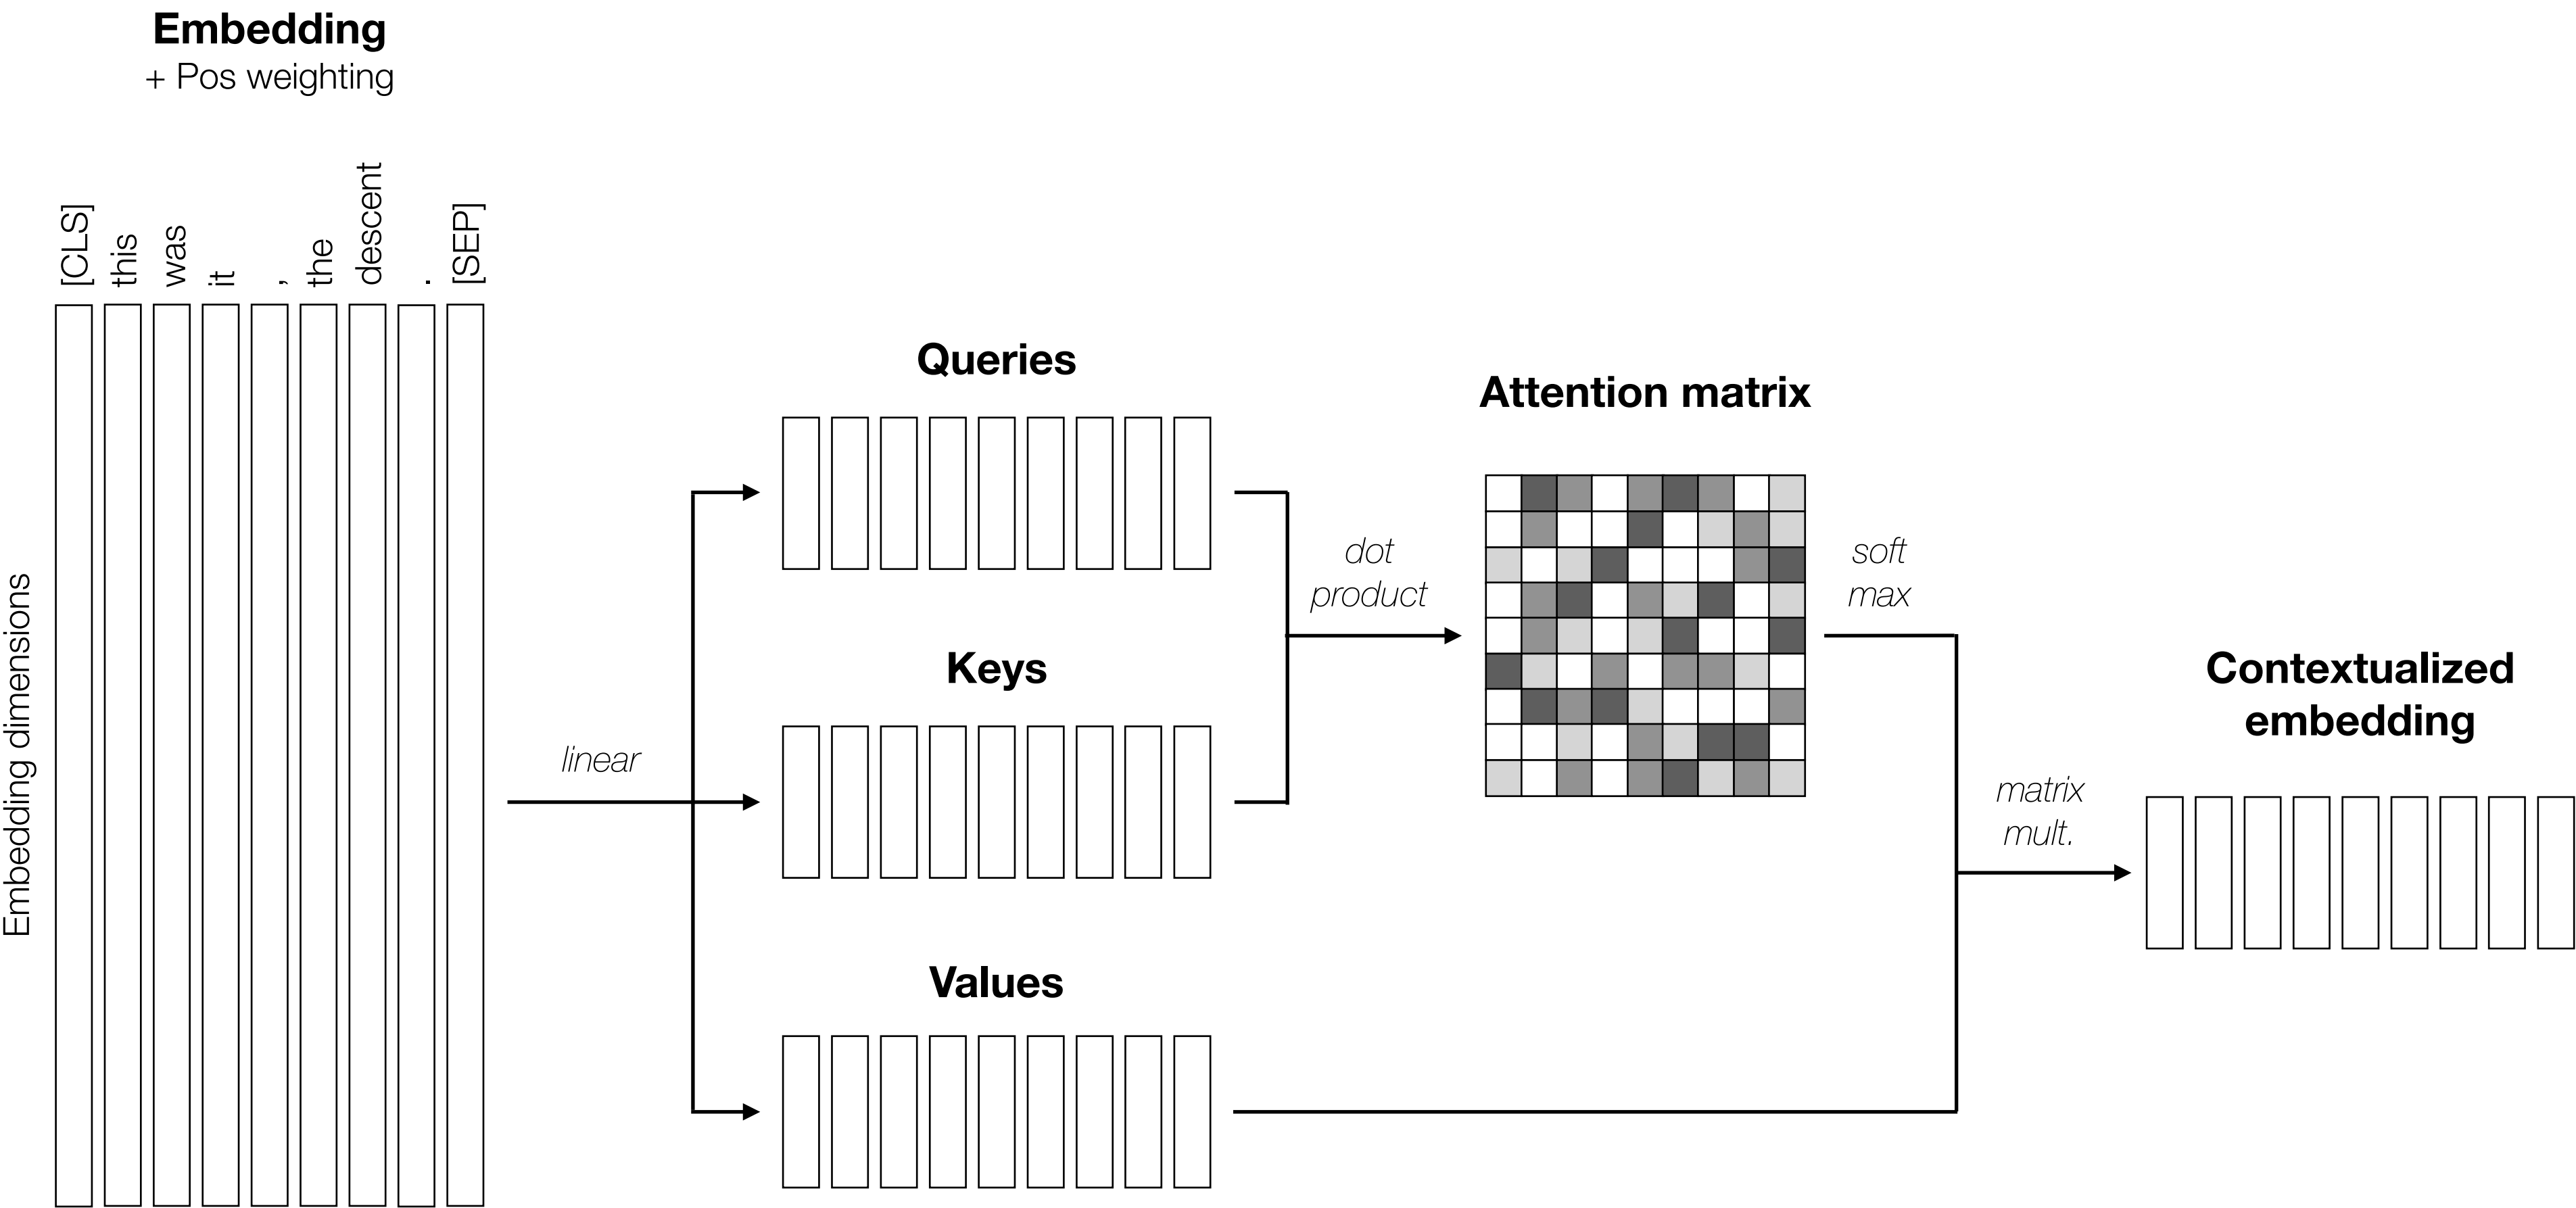 Embedding
+ Pos weighting
[CLS]
this
was
it
,
the
descent
.
[SEP]
Embedding dimensions
linear
Queries
Keys
Values
dot
product
Attention matrix
soft
max
matrix
mult.
Contextualized
embedding